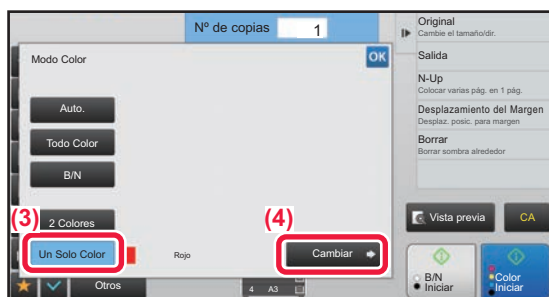 Nº de copias 1
Modo Color
OK
Auto.
Todo Color
B/N
(3)
2 Colores
(4)
Un Solo Color
Rojo
Cambiar
Otros
4 A3
Original
Cambie el tamaño/dir.
Salida
N-Up
Colocar varias pág. en 1 pág.
Desplazamiento del Margen
Desplaz. posic. para margen
Borrar
Borrar sombra alrededor
Vista previa
CA
B/N
Iniciar
Color
Iniciar